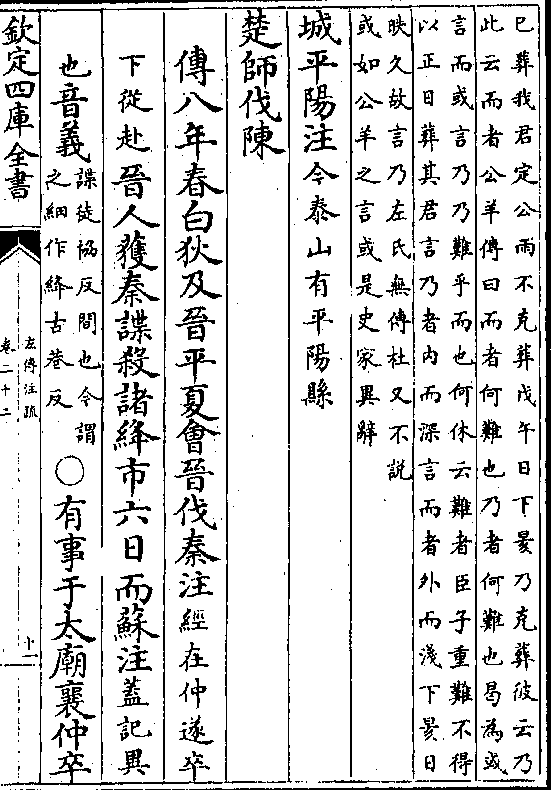 巳葬我君定公雨不克葬戊午日下昃乃克葬彼云乃
此云而者公羊傳曰而者何難也乃者何難也曷為或
言而或言乃乃難乎而也何休云難者臣子重難不得
以正日葬其君言乃者内而深言而者外而淺下昃日
昳久故言乃左氏無傳杜又不説
或如公羊之言或是史家異辭
城平陽注今泰山有平陽縣
楚師伐陳
傳八年春白狄及晉平夏會晉伐秦注經在仲遂卒
下從赴晉人獲秦諜殺諸絳市六日而蘇注蓋記異
也音義諜徒協反間也今謂
之細作絳古巷反
○有事于太廟襄仲卒
欽定四庫全書
左傳注疏
卷二十二
十一